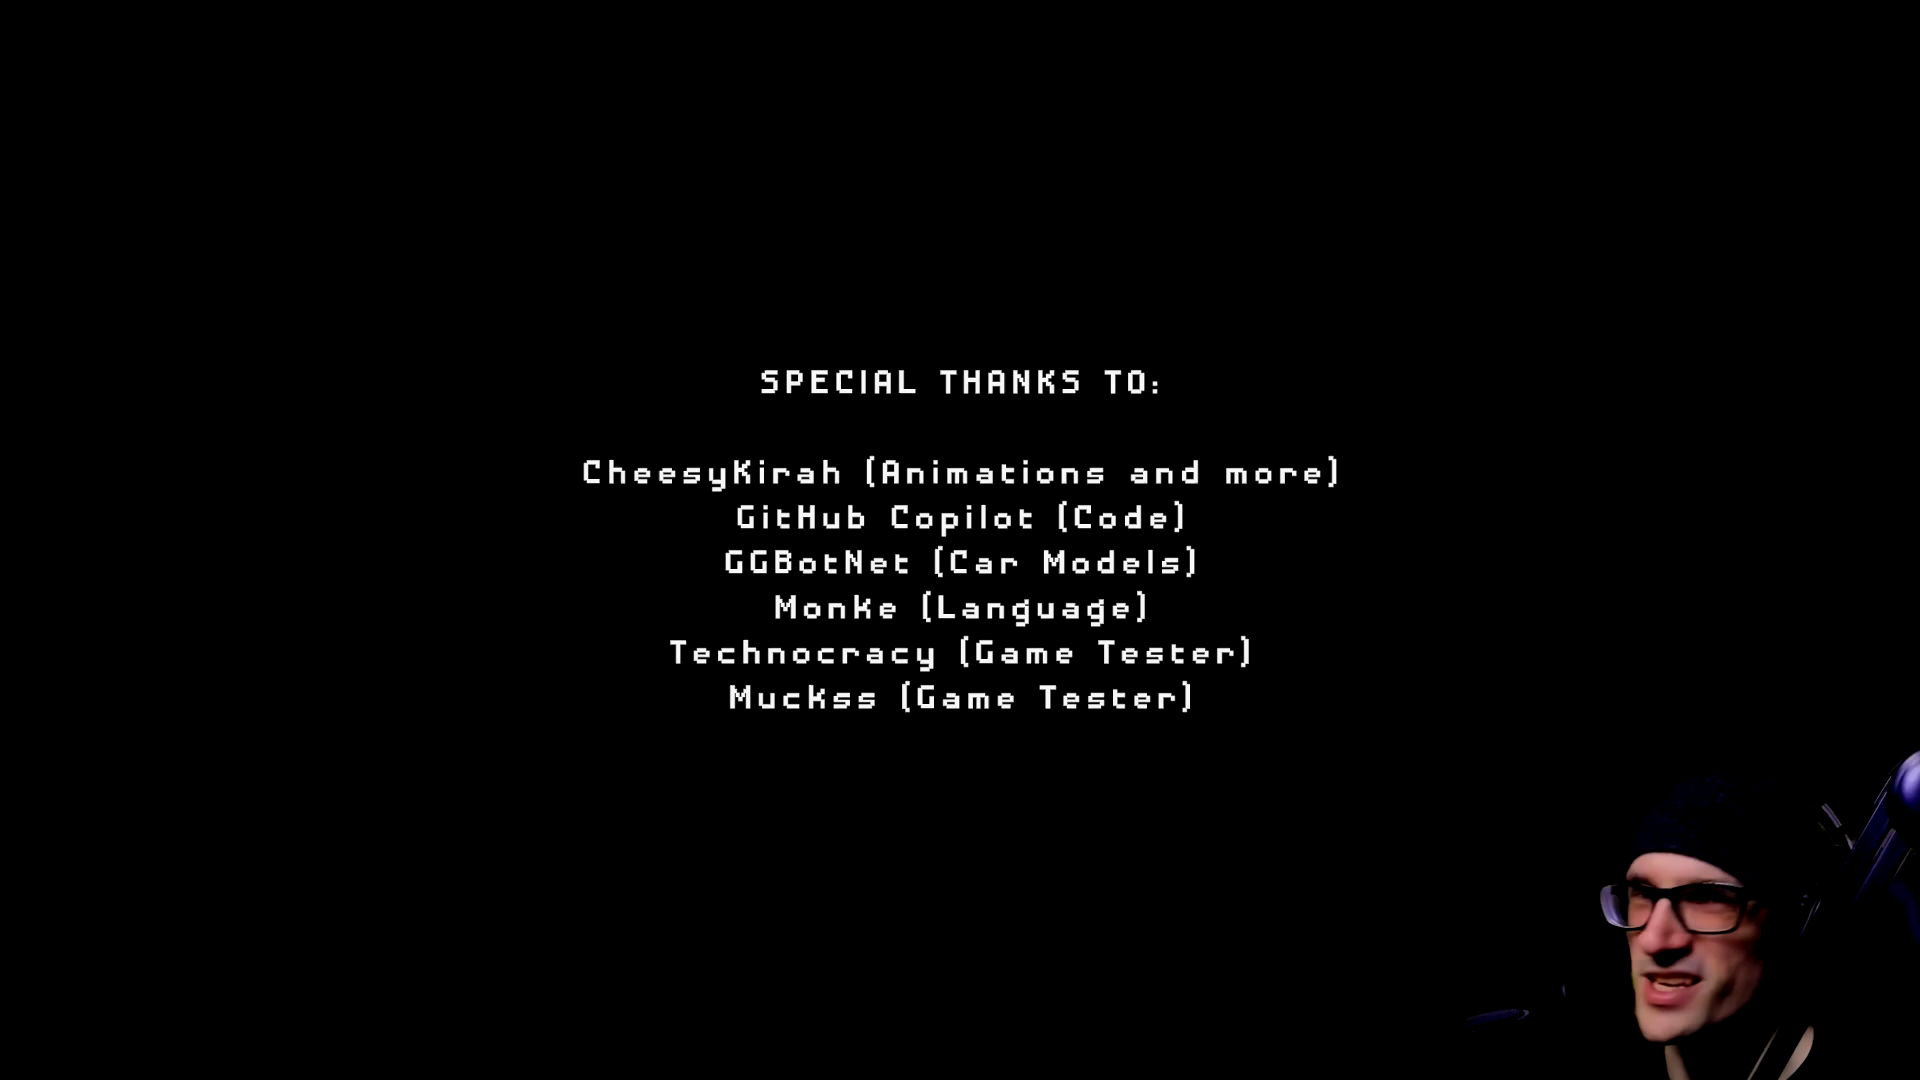 SPECIAL THANKS TO:
CheesyKirah (Animations and more)
GitHub Copilot (Code)
GGBotNet (Car Models)
Monke (Language)
Technocracy (Game Tester)
Muckss (Game Tester)